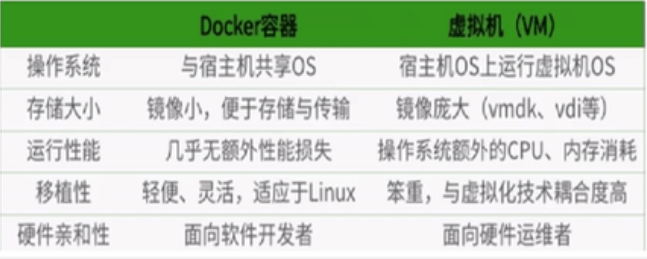 Docker容器 虚拟机（VM）
操作系统 与宿主机共享OS 宿主机OS上运行虚拟机OS
存储大小 镜像小，便于存储与传输 镜像庞大（vmdk、vdi等）
运行性能 几乎无额外性能损失 操作系统额外的CPU、内存消耗
移植性 轻便、灵活，适应于Linux 笨重，与虚拟化技术耦合度高
硬件亲和性 面向软件开发者 面向硬件运维者